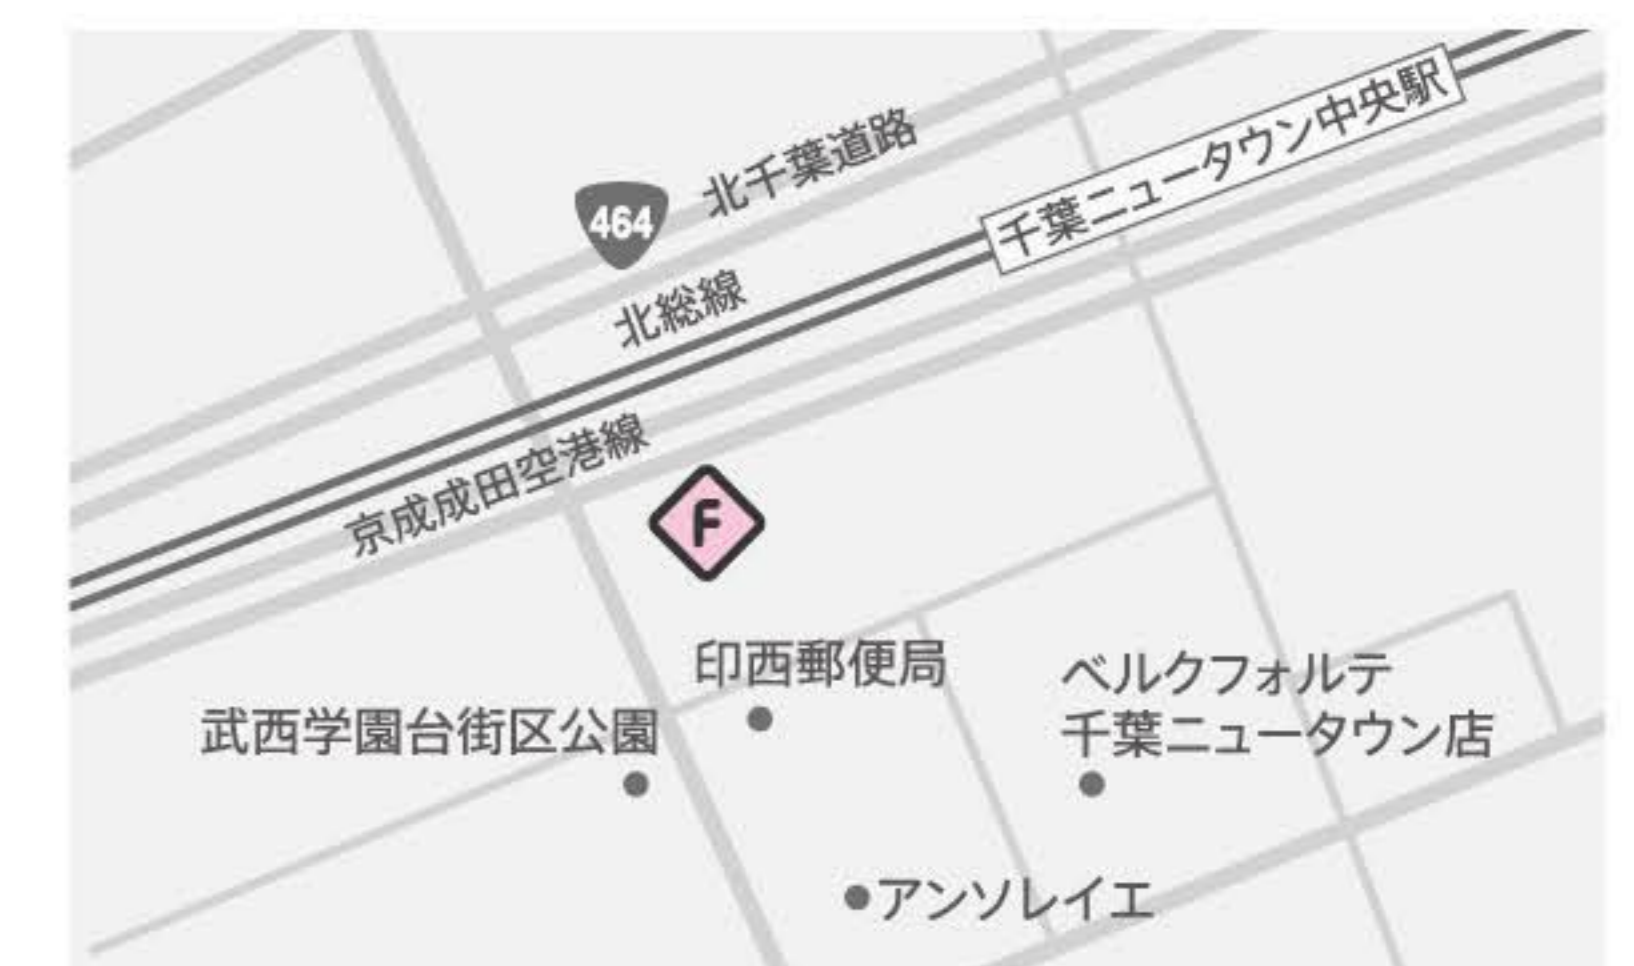 千葉ニュータウン中央駅
北千葉道路
464
北総線
京成成田空港線
F
印西郵便局
ベルクフォルテ
千葉ニュータウン店
武西学園台街区公園
アンソレイエ